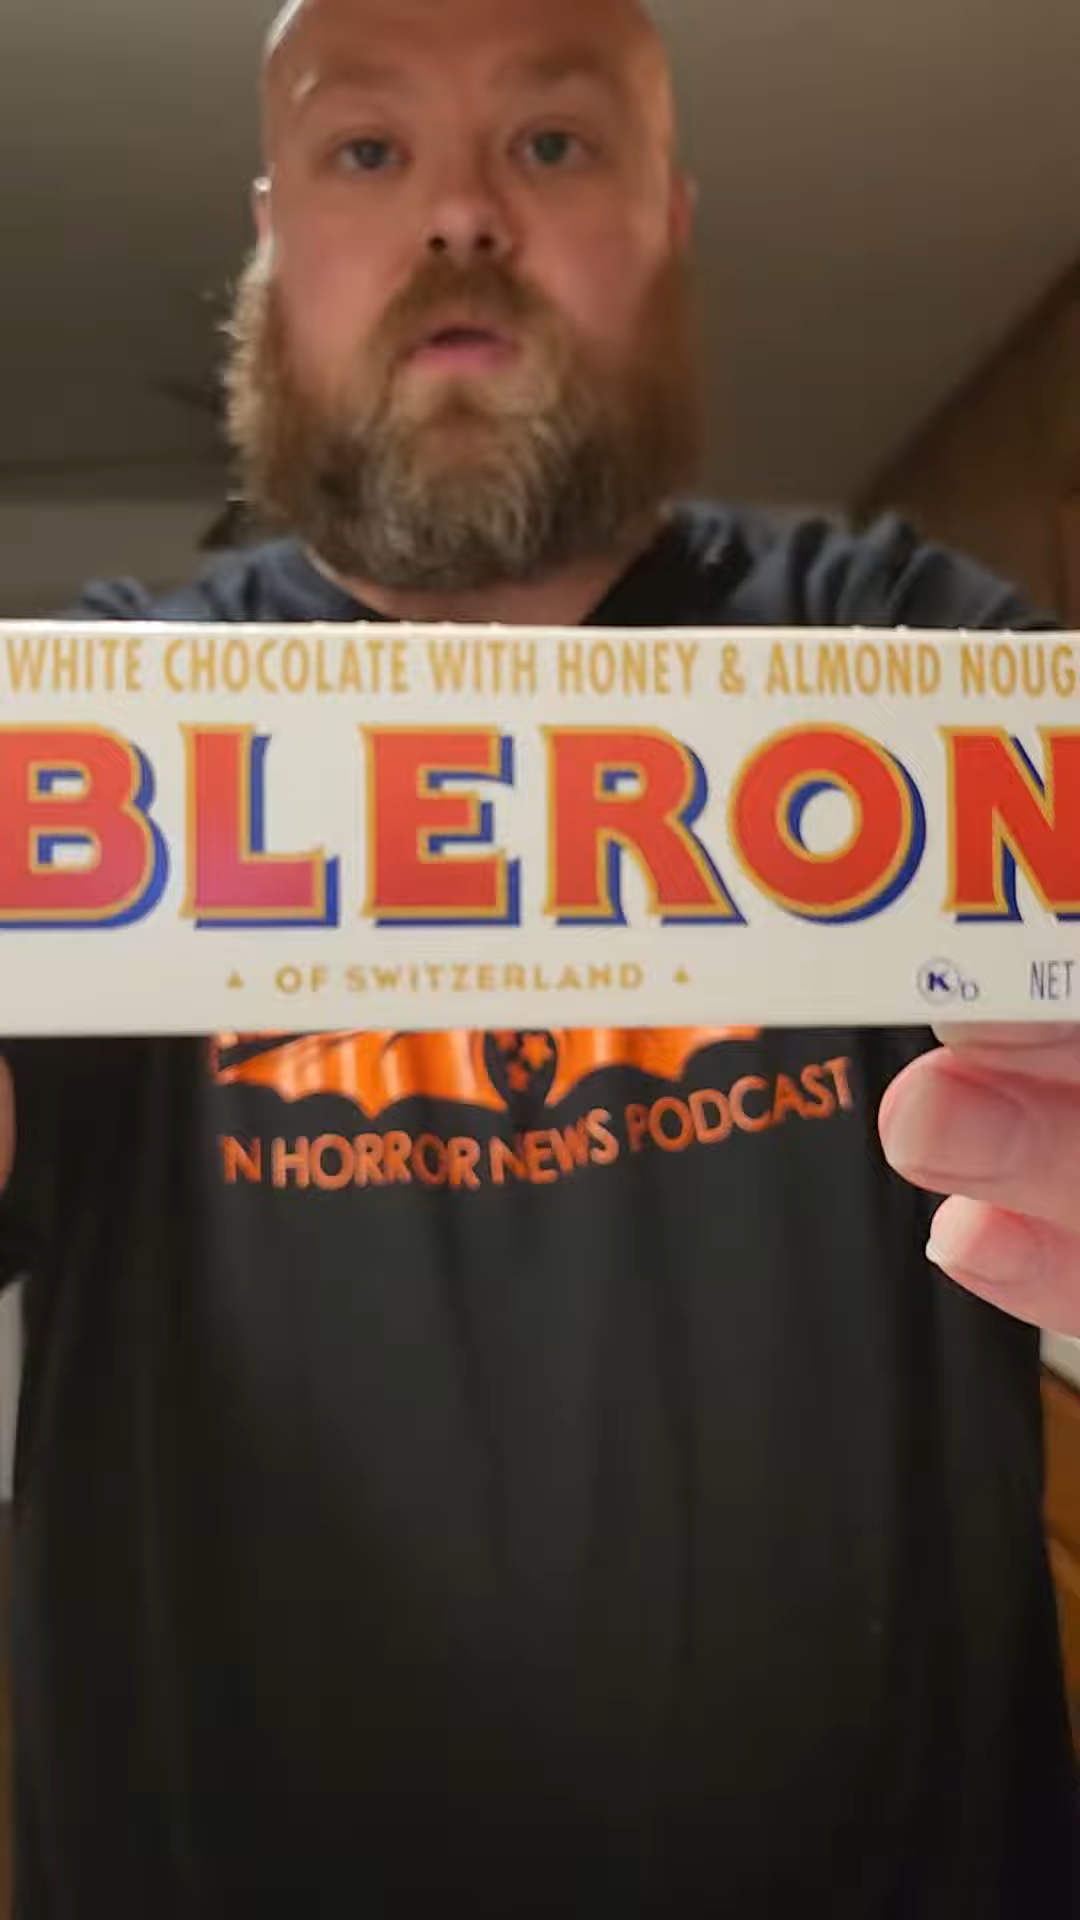 WHITE CHOCOLATE WITH HONEY & ALMOND NOUG
BLERON
OF SWITZERLAND
K D NET
N HORROR NEWS PODCAST